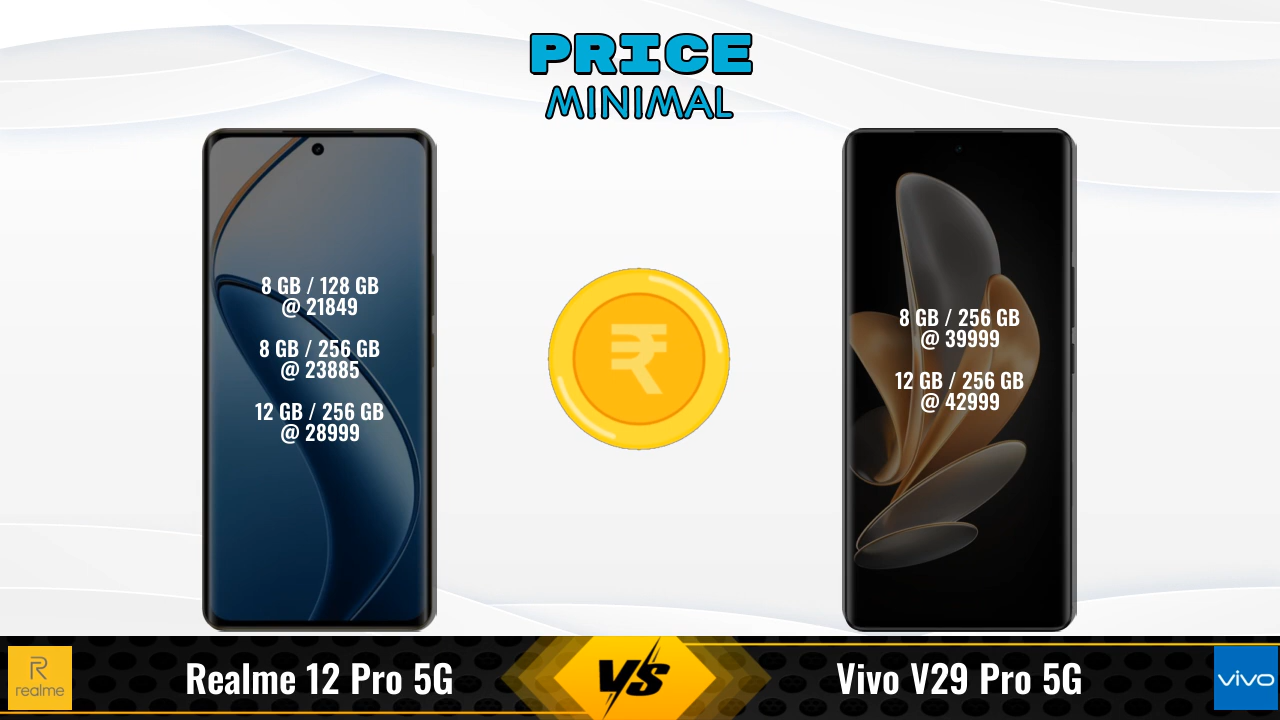 PRICE
MINIMAL
8 GB / 128 GB
@ 21849
8 GB / 256 GB
@ 23885
12 GB / 256 GB
@ 28999
₹
8 GB / 256 GB
@ 39999
12 GB / 256 GB
@ 42999
R
realme
Realme 12 Pro 5G
VS
Vivo V29 Pro 5G
vivo